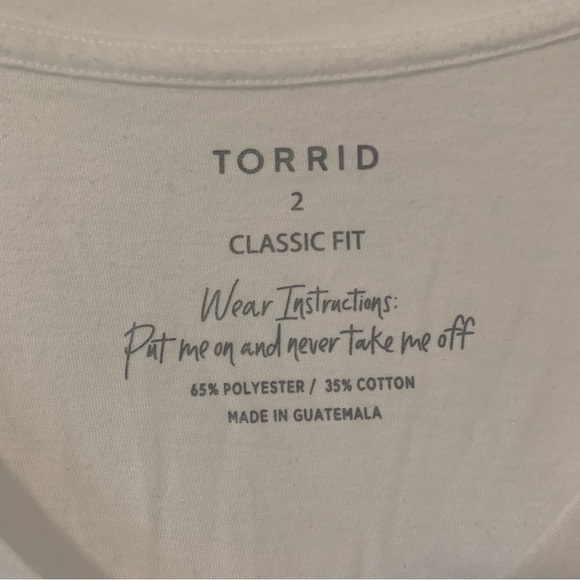 TORRID
2
CLASSIC FIT
Wear Instructions:
Put me on and never take me off
65% POLYESTER / 35% COTTON
MADE IN GUATEMALA